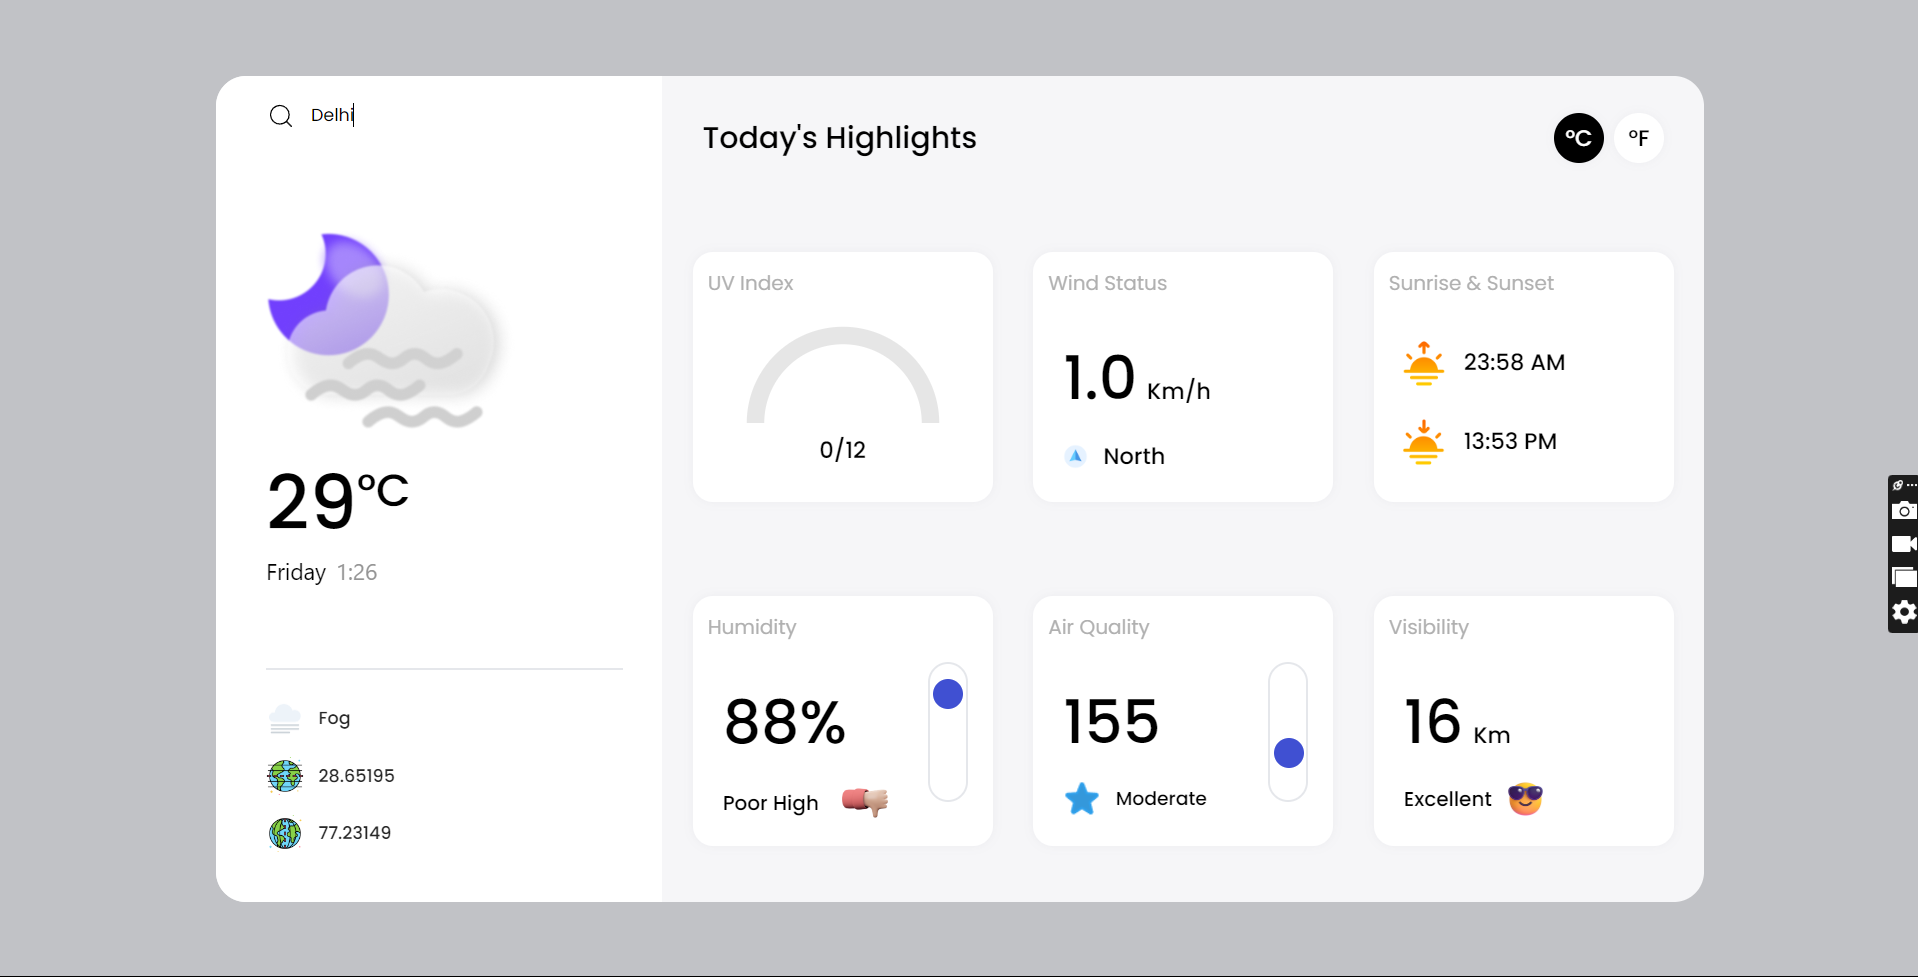 Delhi
29°C
Friday 1:26
Fog
28.65195
77.23149
Today's Highlights
°C °F
UV Index
0/12
Wind Status
1.0 Km/h
North
Sunrise & Sunset
23:58 AM
13:53 PM
Humidity
88%
Poor High
Air Quality
155
Moderate
Visibility
16 Km
Excellent